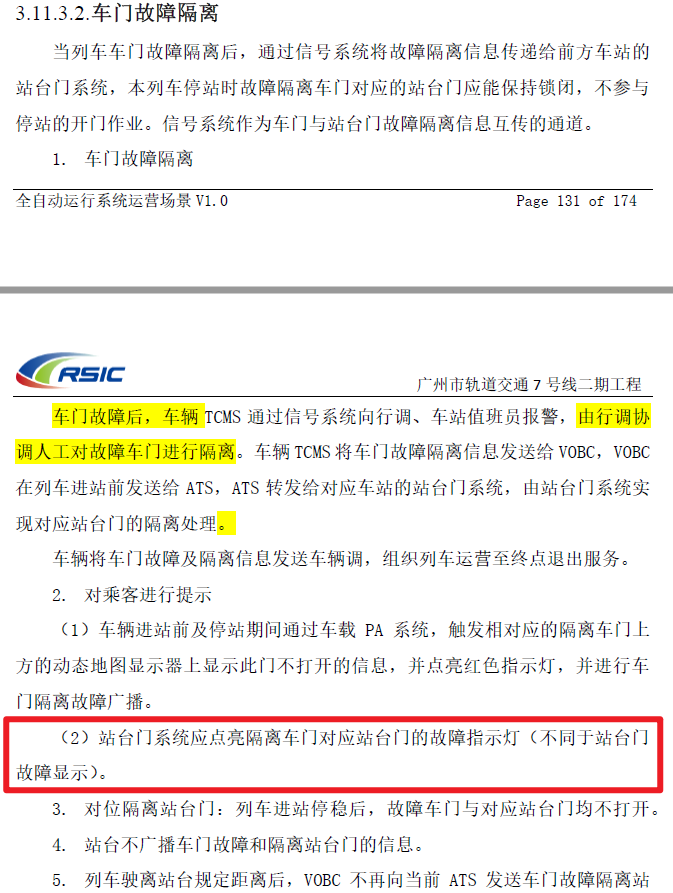 3.11.3.2.车门故障隔离
当列车车门故障隔离后，通过信号系统将故障隔离信息传递给前方车站的
站台门系统，本列车停站时故障隔离车门对应的站台门应能保持锁闭，不参与
停站的开门作业。信号系统作为车门与站台门故障隔离信息互传的通道。
1. 车门故障隔离
全自动运行系统运营场景 V1.0 Page 131 of 174
RSIC
广州市轨道交通 7 号线二期工程
车门故障后，车辆 TCMS 通过信号系统向行调、车站值班员报警，由行调协
调人工对故障车门进行隔离。车辆 TCMS 将车门故障隔离信息发送给 VOBC，VOBC
在列车进站前发送给 ATS，ATS 转发给对应车站的站台门系统，由站台门系统实
现对应站台门的隔离处理。
车辆将车门故障及隔离信息发送车辆调，组织列车运营至终点退出服务。
2. 对乘客进行提示
（1）车辆进站前及停站期间通过车载 PA 系统，触发相对应的隔离车门上
方的动态地图显示器上显示此门不打开的信息，并点亮红色指示灯，并进行车
门隔离故障广播。
（2）站台门系统应点亮隔离车门对应站台门的故障指示灯（不同于站台门
故障显示）。
3. 对位隔离站台门：列车进站停稳后，故障车门与对应站台门均不打开。
4. 站台不广播车门故障和隔离站台门的信息。
5. 列车驶离站台规定距离后，VOBC 不再向当前 ATS 发送车门故障隔离站